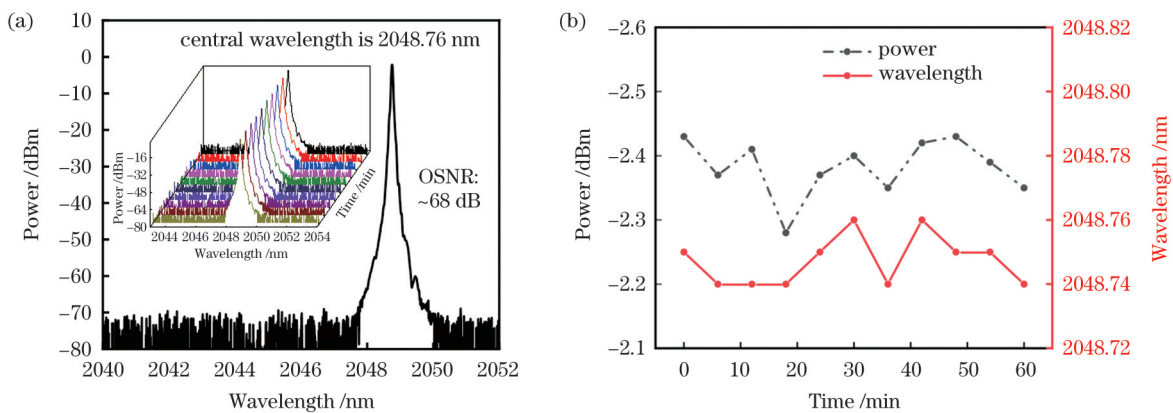 (a)
10
0
−10
−20
−30
−40
−50
−60
−70
−80
Power /dBm
central wavelength is 2048.76 nm
OSNR:
~68 dB
−16
−32
−48
−64
−80
Power /dBm
2044 2046 2048 2050 2052 2054
Wavelength /nm
Time /min
2040 2042 2044 2046 2048 2050 2052
Wavelength /nm
(b)
−2.6
−2.5
−2.4
−2.3
−2.2
−2.1
Power /dBm
power
wavelength
2048.82
2048.80
2048.78
2048.76
2048.74
2048.72
Wavelength /nm
0 10 20 30 40 50 60
Time /min